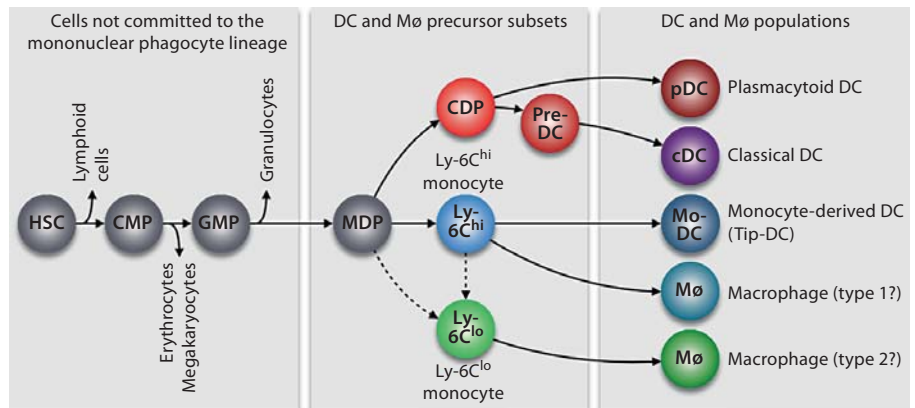 Cells not committed to the
mononuclear phagocyte lineage
DC and Mø precursor subsets
DC and Mø populations
HSC
Lymphoid
cells
CMP
Erythrocytes
Megakaryocytes
GMP
Granulocytes
MDP
CDP
Pre-
DC
Ly-6Chi
monocyte
Ly-
6Chi
Ly-
6Clo
Ly-6Clo
monocyte
pDC
Plasmacytoid DC
cDC
Classical DC
Mo-
DC
Monocyte-derived DC
(Tip-DC)
Mø
Macrophage (type 1?)
Mø
Macrophage (type 2?)